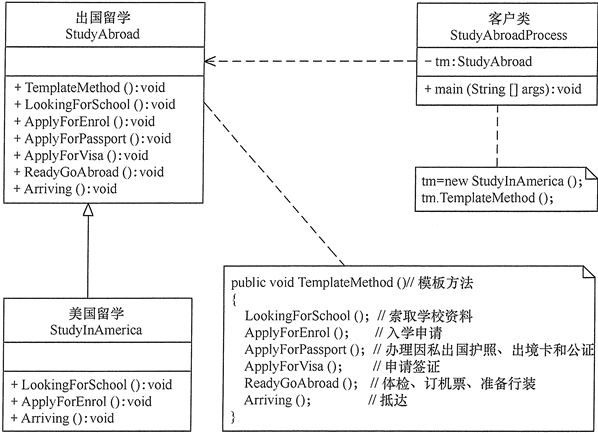 出国留学
StudyAbroad
+ TemplateMethod ():void
+ LookingForSchool ():void
+ ApplyForEnrol ():void
+ ApplyForPassport ():void
+ ApplyForVisa ():void
+ ReadyGoAbroad ():void
+ Arriving ():void
客户类
StudyAbroadProcess
- tm:StudyAbroad
+ main (String [] args):void
tm=new StudyInAmerica ();
tm.TemplateMethod ();
美国留学
StudyInAmerica
+ LookingForSchool ():void
+ ApplyForEnrol ():void
+ Arriving ():void
public void TemplateMethod ()// 模板方法
{
LookingForSchool (); // 索取学校资料
ApplyForEnrol (); // 入学申请
ApplyForPassport (); // 办理因私出国护照、出境卡和公证
ApplyForVisa (); // 申请签证
ReadyGoAbroad (); // 体检、订机票、准备行装
Arriving (); // 抵达
}